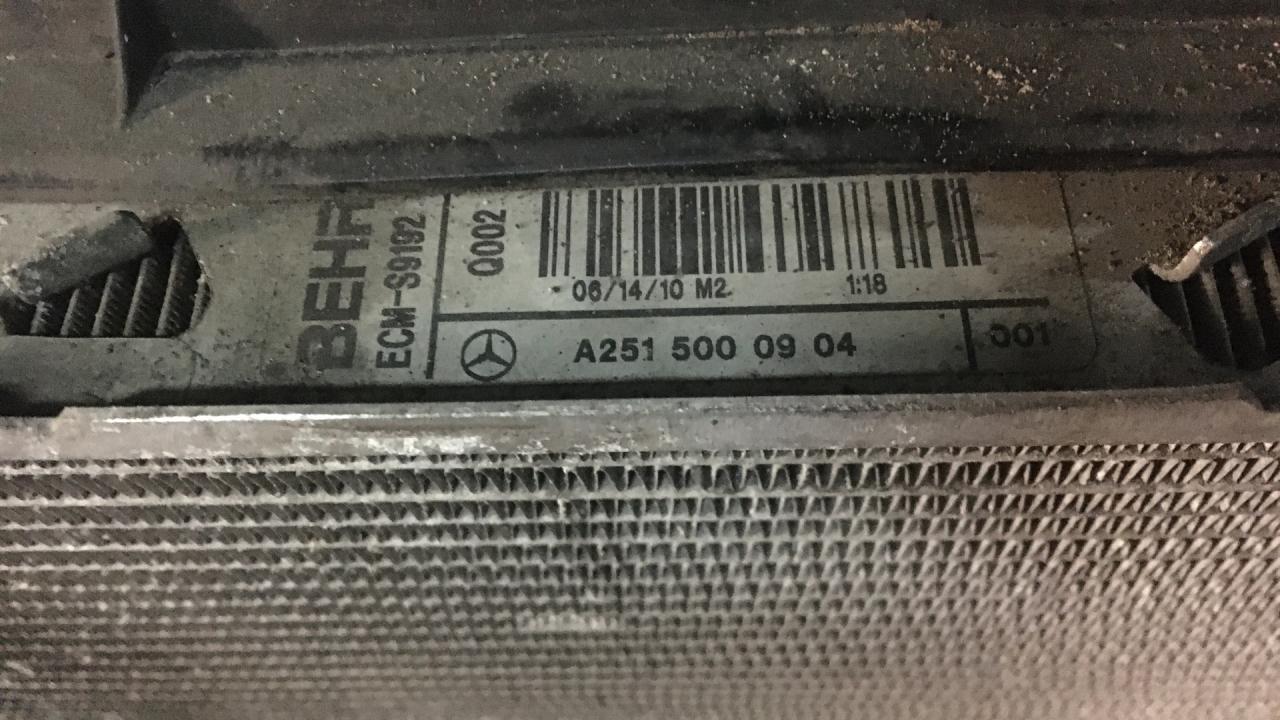 BEHR
ECM-S9192
Q002
06/14/10 M2 1:18
A251 500 09 04
001